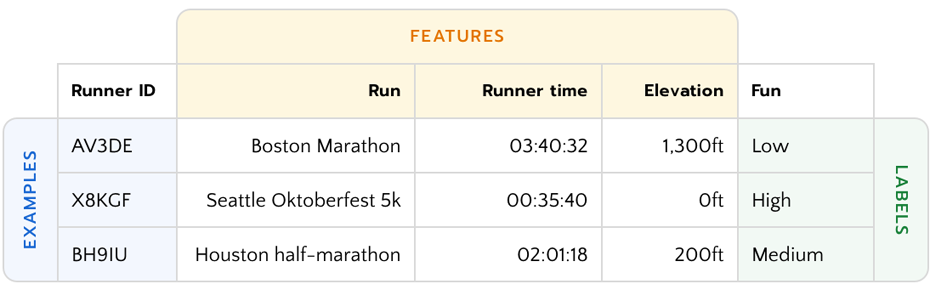 FEATURES
Runner ID Run Runner time Elevation Fun
EXAMPLES
AV3DE Boston Marathon 03:40:32 1,300ft Low
X8KGF Seattle Oktoberfest 5k 00:35:40 0ft High
BH9IU Houston half-marathon 02:01:18 200ft Medium
LABELS